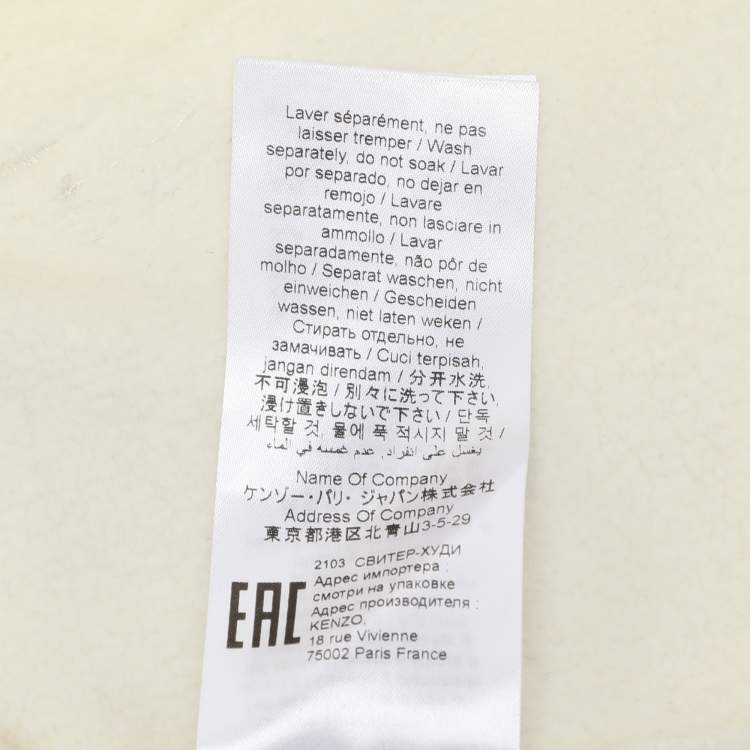 Laver séparément, ne pas
laisser tremper / Wash
separately, do not soak / Lavar
por separado, no dejar en
remojo / Lavare
separatamente, non lasciare in
ammollo / Lavar
separadamente, não pôr de
molho / Separat waschen, nicht
einweichen / Gescheiden
wassen, niet laten weken /
Стирать отдельно, не
замачивать / Cuci terpisah,
jangan direndam / 分开水洗,
不可浸泡 / 別々に洗って下さい,
浸け置きしないで下さい / 단독
세탁할 것, 물에 푹 적시지 말 것 /
يغسل على انفراد, عدم غمسه في الماء
Name Of Company
ケンゾー・パリ・ジャパン株式会社
Address Of Company
東京都港区北青山3-5-29
2103 СВИТЕР-ХУДИ
Адрес импортера :
смотри на упаковке
Адрес производителя :
EAC KENZO,
18 rue Vivienne
75002 Paris France